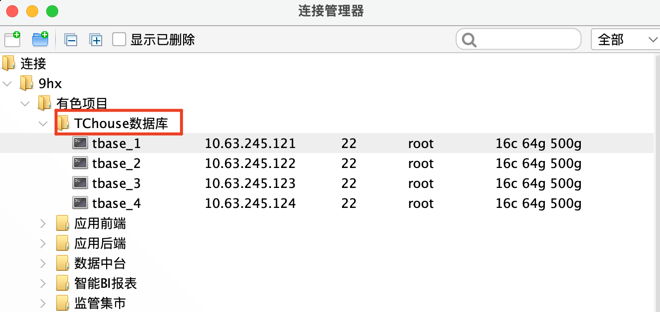 连接管理器
显示已删除 全部
连接
9hx
有色项目
TChouse数据库
tbase_1 10.63.245.121 22 root 16c 64g 500g
tbase_2 10.63.245.122 22 root 16c 64g 500g
tbase_3 10.63.245.123 22 root 16c 64g 500g
tbase_4 10.63.245.124 22 root 16c 64g 500g
应用前端
应用后端
数据中台
智能BI报表
监管集市